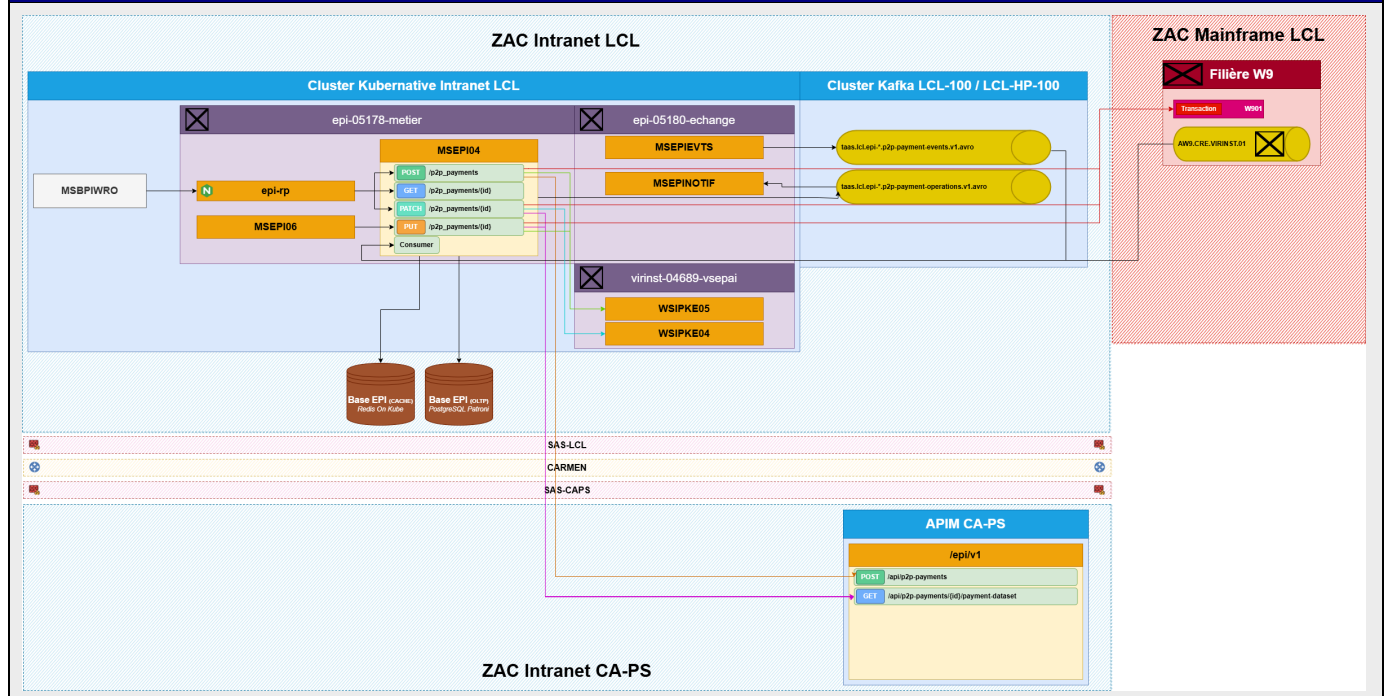 ZAC Intranet LCL
ZAC Mainframe LCL
Cluster Kubernative Intranet LCL
Cluster Kafka LCL-100 / LCL-HP-100
Filière W9
Transaction W901
AW9.CRE.VIRINST.01
epi-05178-metier
epi-05180-echange
MSBPIWRO
N epi-rp
MSEPI06
MSEPI04
POST /p2p_payments
GET /p2p_payments/{id}
PATCH /p2p_payments/{id}
PUT /p2p_payments/{id}
Consumer
MSEPIEVTS
MSEPINOTIF
taas.lcl.epi-*.p2p-payment-events.v1.avro
taas.lcl.epi-*.p2p-payment-operations.v1.avro
virinst-04689-vsepai
WSIPKE05
WSIPKE04
Base EPI (CACHE)
Redis On Kube
Base EPI (OLTP)
PostgreSQL Patroni
SAS-LCL
CARMEN
SAS-CAPS
APIM CA-PS
/epi/v1
POST /api/p2p-payments
GET /api/p2p-payments/{id}/payment-dataset
ZAC Intranet CA-PS